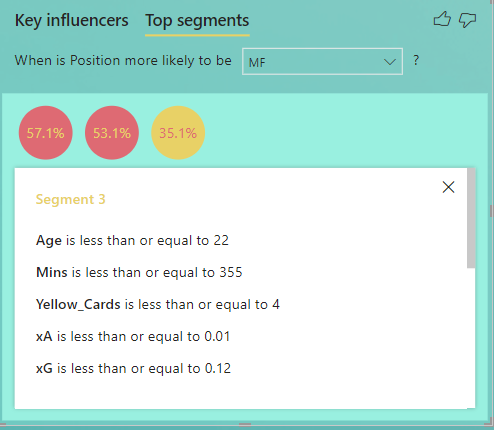 Key influencers Top segments
When is Position more likely to be MF ?
57.1% 53.1% 35.1%
Segment 3
Age is less than or equal to 22
Mins is less than or equal to 355
Yellow_Cards is less than or equal to 4
xA is less than or equal to 0.01
xG is less than or equal to 0.12